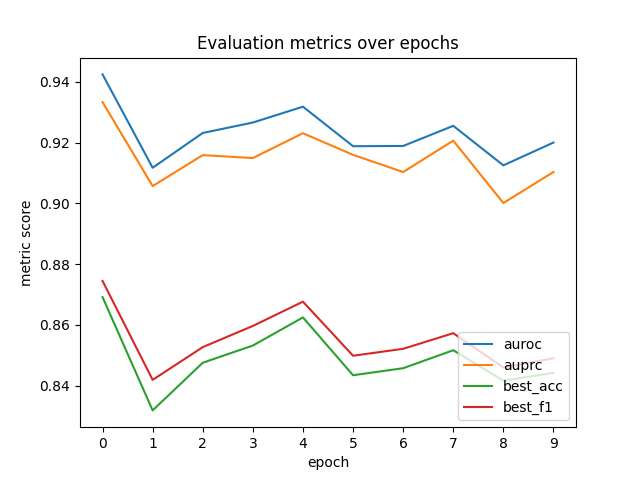 Evaluation metrics over epochs
metric score
0.94
0.92
0.90
0.88
0.86
0.84
auroc
auprc
best_acc
best_f1
0 1 2 3 4 5 6 7 8 9
epoch